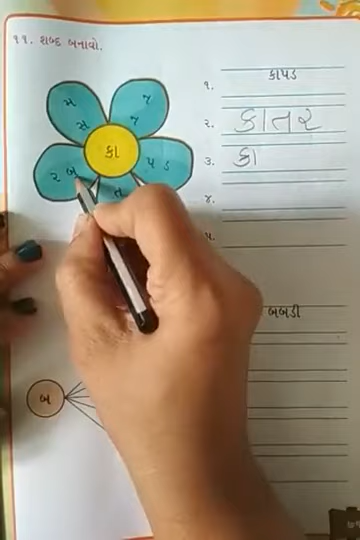 ૧૧. શબ્દ બનાવો.
૧.
કાપડ
૨.
કાતર
૩.
કા
૪.
૫.
મ
સ
ન
ન
કા
ર બ
પ ડ
ત
બબડી
બ